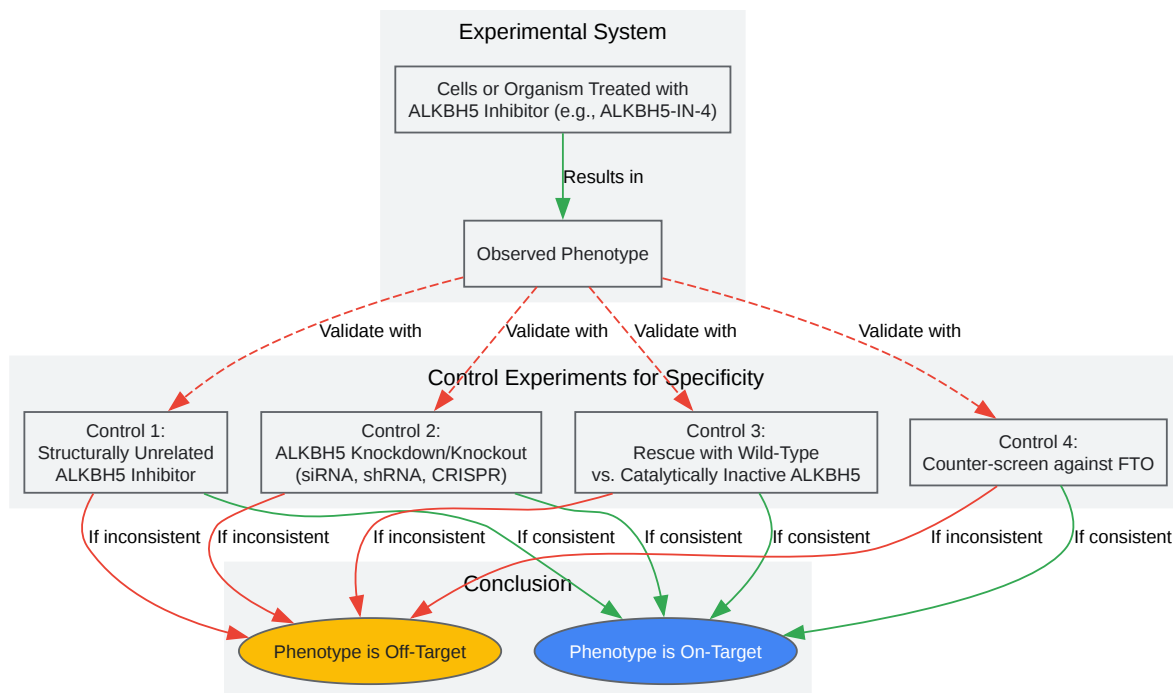 Experimental System
Cells or Organism Treated with
ALKBH5 Inhibitor (e.g., ALKBH5-IN-4)
Results in
Observed Phenotype
Validate with
Validate with
Validate with
Validate with
Control Experiments for Specificity
Control 1:
Structurally Unrelated
ALKBH5 Inhibitor
Control 2:
ALKBH5 Knockdown/Knockout
(siRNA, shRNA, CRISPR)
Control 3:
Rescue with Wild-Type
vs. Catalytically Inactive ALKBH5
Control 4:
Counter-screen against FTO
If inconsistent
If inconsistent
If inconsistent
If consistent
If consistent
If consistent
If inconsistent
If consistent
Conclusion
Phenotype is Off-Target
Phenotype is On-Target